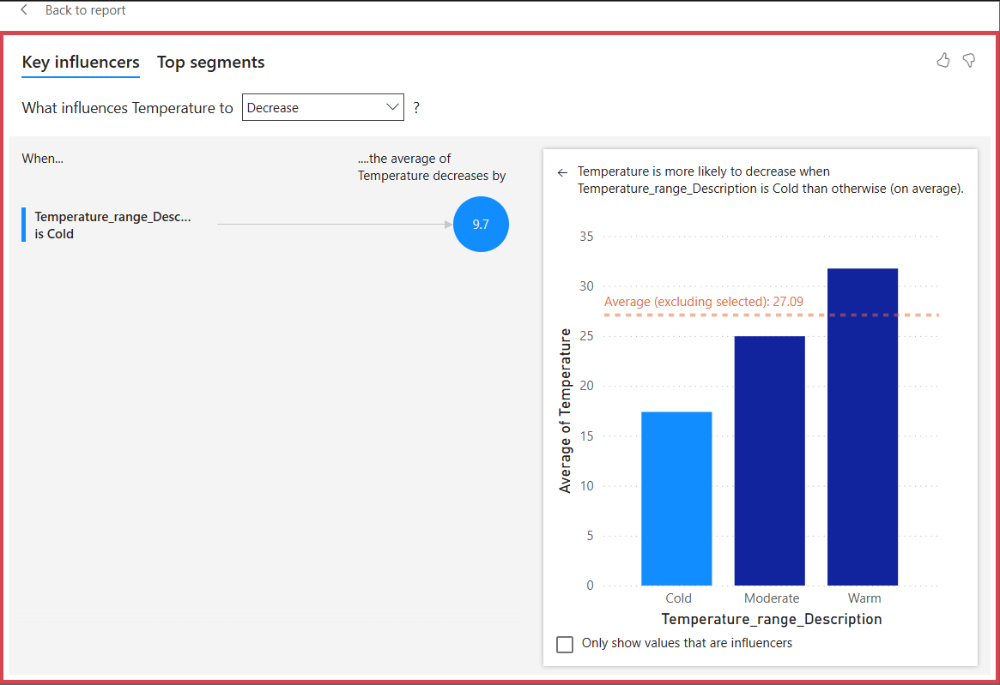 Back to report
Key influencers Top segments
What influences Temperature to Decrease ?
When...
....the average of
Temperature decreases by
Temperature_range_Desc...
is Cold
9.7
Temperature is more likely to decrease when
Temperature_range_Description is Cold than otherwise (on average).
35
30
Average (excluding selected): 27.09
25
20
15
10
5
0
Average of Temperature
Cold Moderate Warm
Temperature_range_Description
Only show values that are influencers